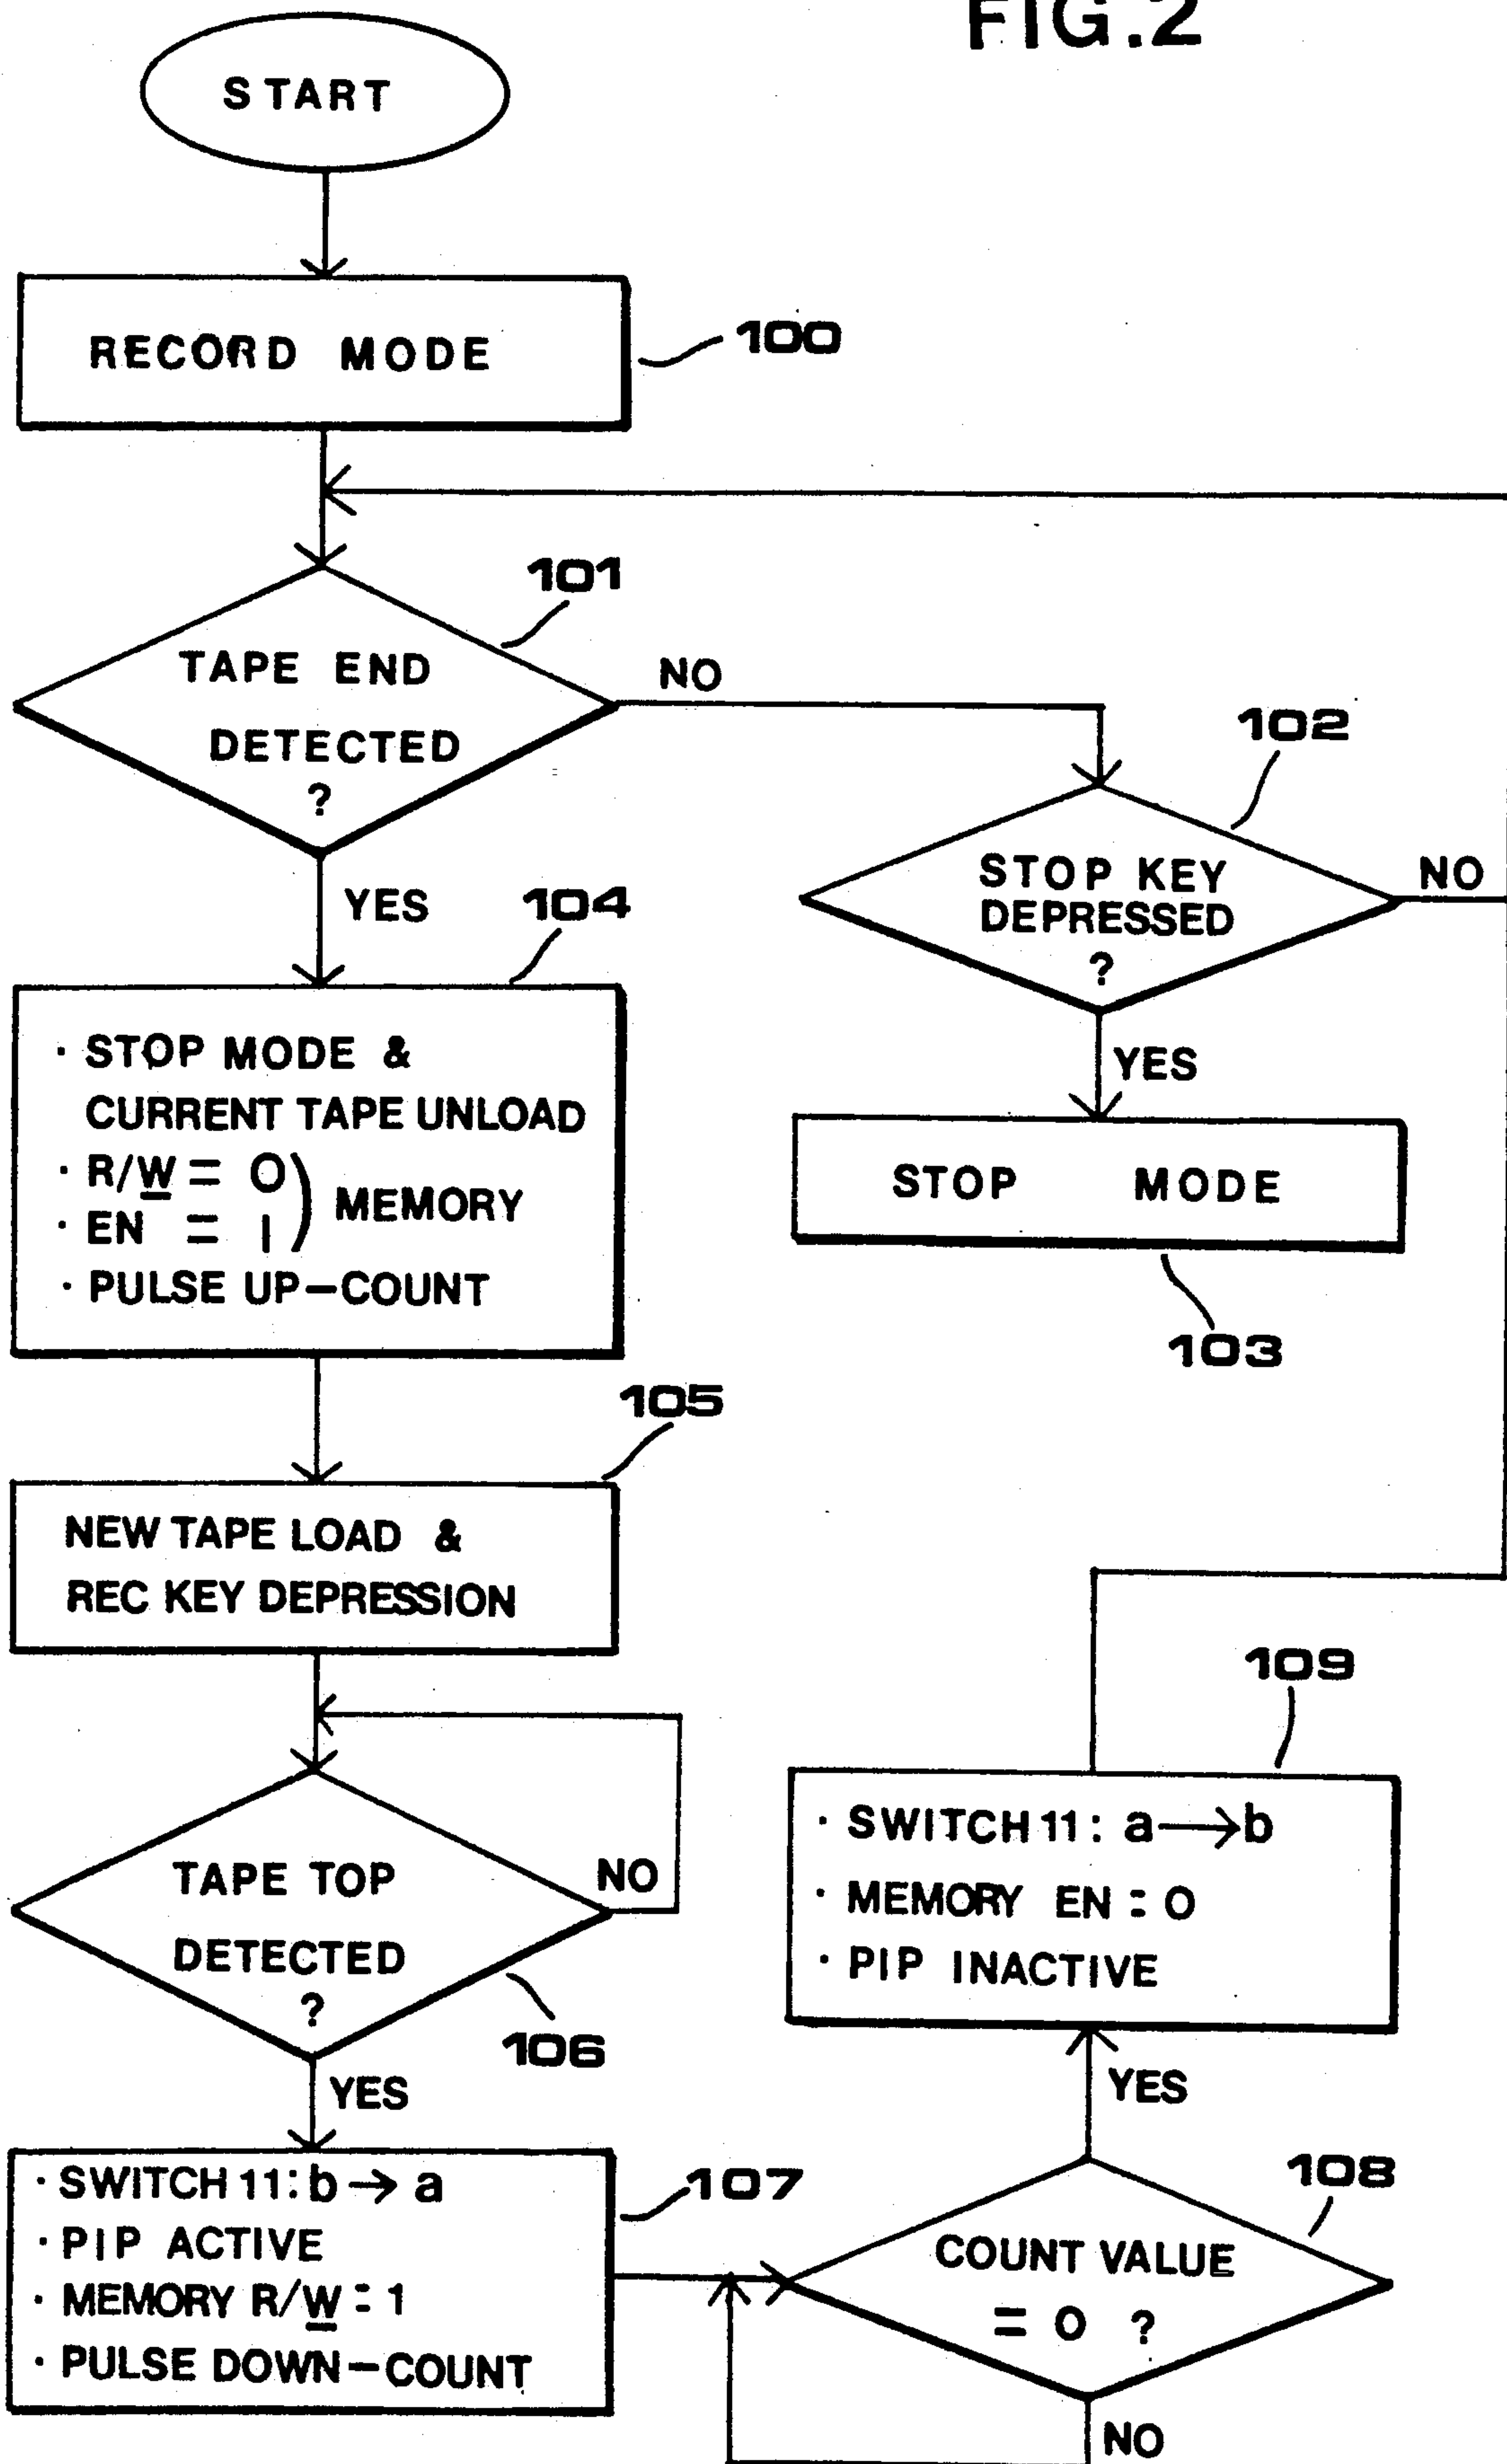 FIG.2
START
RECORD MODE
100
101
TAPE END
DETECTED
?
NO
YES
102
STOP KEY
DEPRESSED
?
NO
YES
STOP MODE
103
104
· STOP MODE &
CURRENT TAPE UNLOAD
· R/W = 0
· EN = 1
) MEMORY
· PULSE UP-COUNT
105
NEW TAPE LOAD &
REC KEY DEPRESSION
TAPE TOP
DETECTED
?
NO
106
YES
· SWITCH 11: b → a
· PIP ACTIVE
· MEMORY R/W = 1
· PULSE DOWN-COUNT
107
108
COUNT VALUE
= 0 ?
NO
YES
109
· SWITCH 11: a → b
· MEMORY EN = 0
· PIP INACTIVE